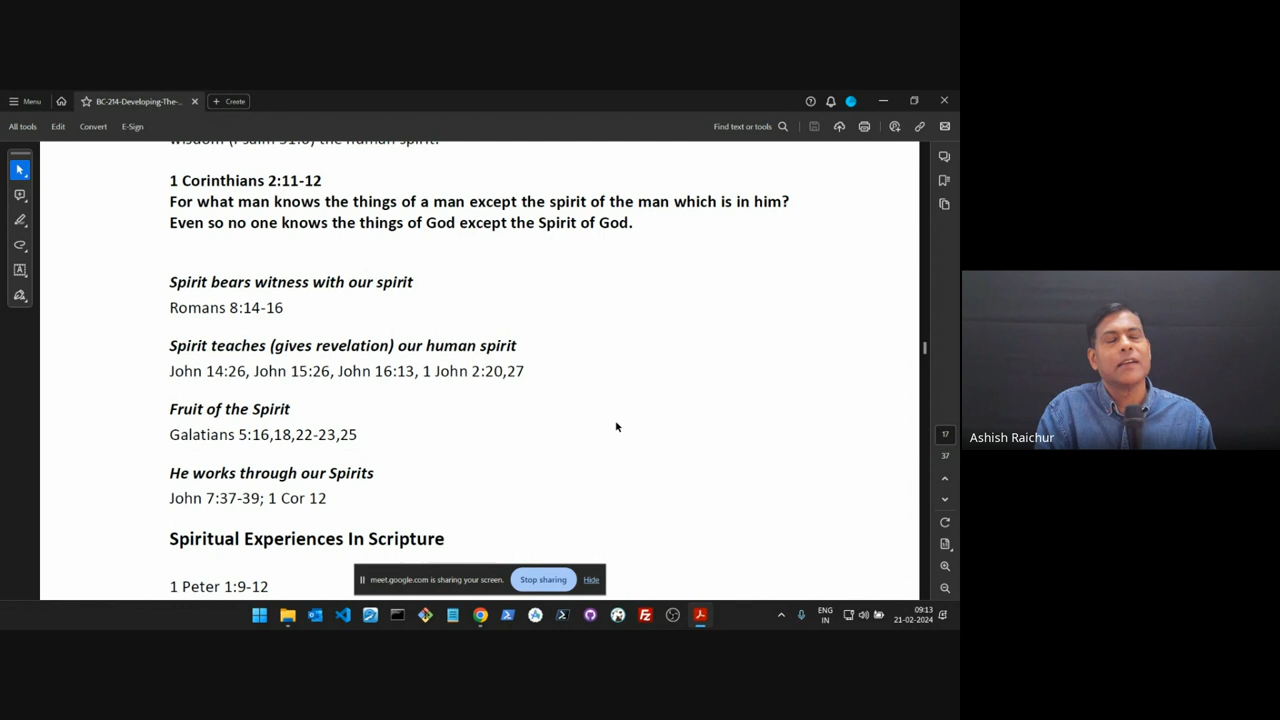 Menu
BC-214-Developing-The-...
Create
All tools
Edit
Convert
E-Sign
Find text or tools
wisdom (Psalm 51:6) the human spirit.
1 Corinthians 2:11-12
For what man knows the things of a man except the spirit of the man which is in him?
Even so no one knows the things of God except the Spirit of God.
Spirit bears witness with our spirit
Romans 8:14-16
Spirit teaches (gives revelation) our human spirit
John 14:26, John 15:26, John 16:13, 1 John 2:20,27
Fruit of the Spirit
Galatians 5:16,18,22-23,25
He works through our Spirits
John 7:37-39; 1 Cor 12
Spiritual Experiences In Scripture
1 Peter 1:9-12
17
37
meet.google.com is sharing your screen.
Stop sharing
Hide
Ashish Raichur
ENG
IN
09:13
21-02-2024